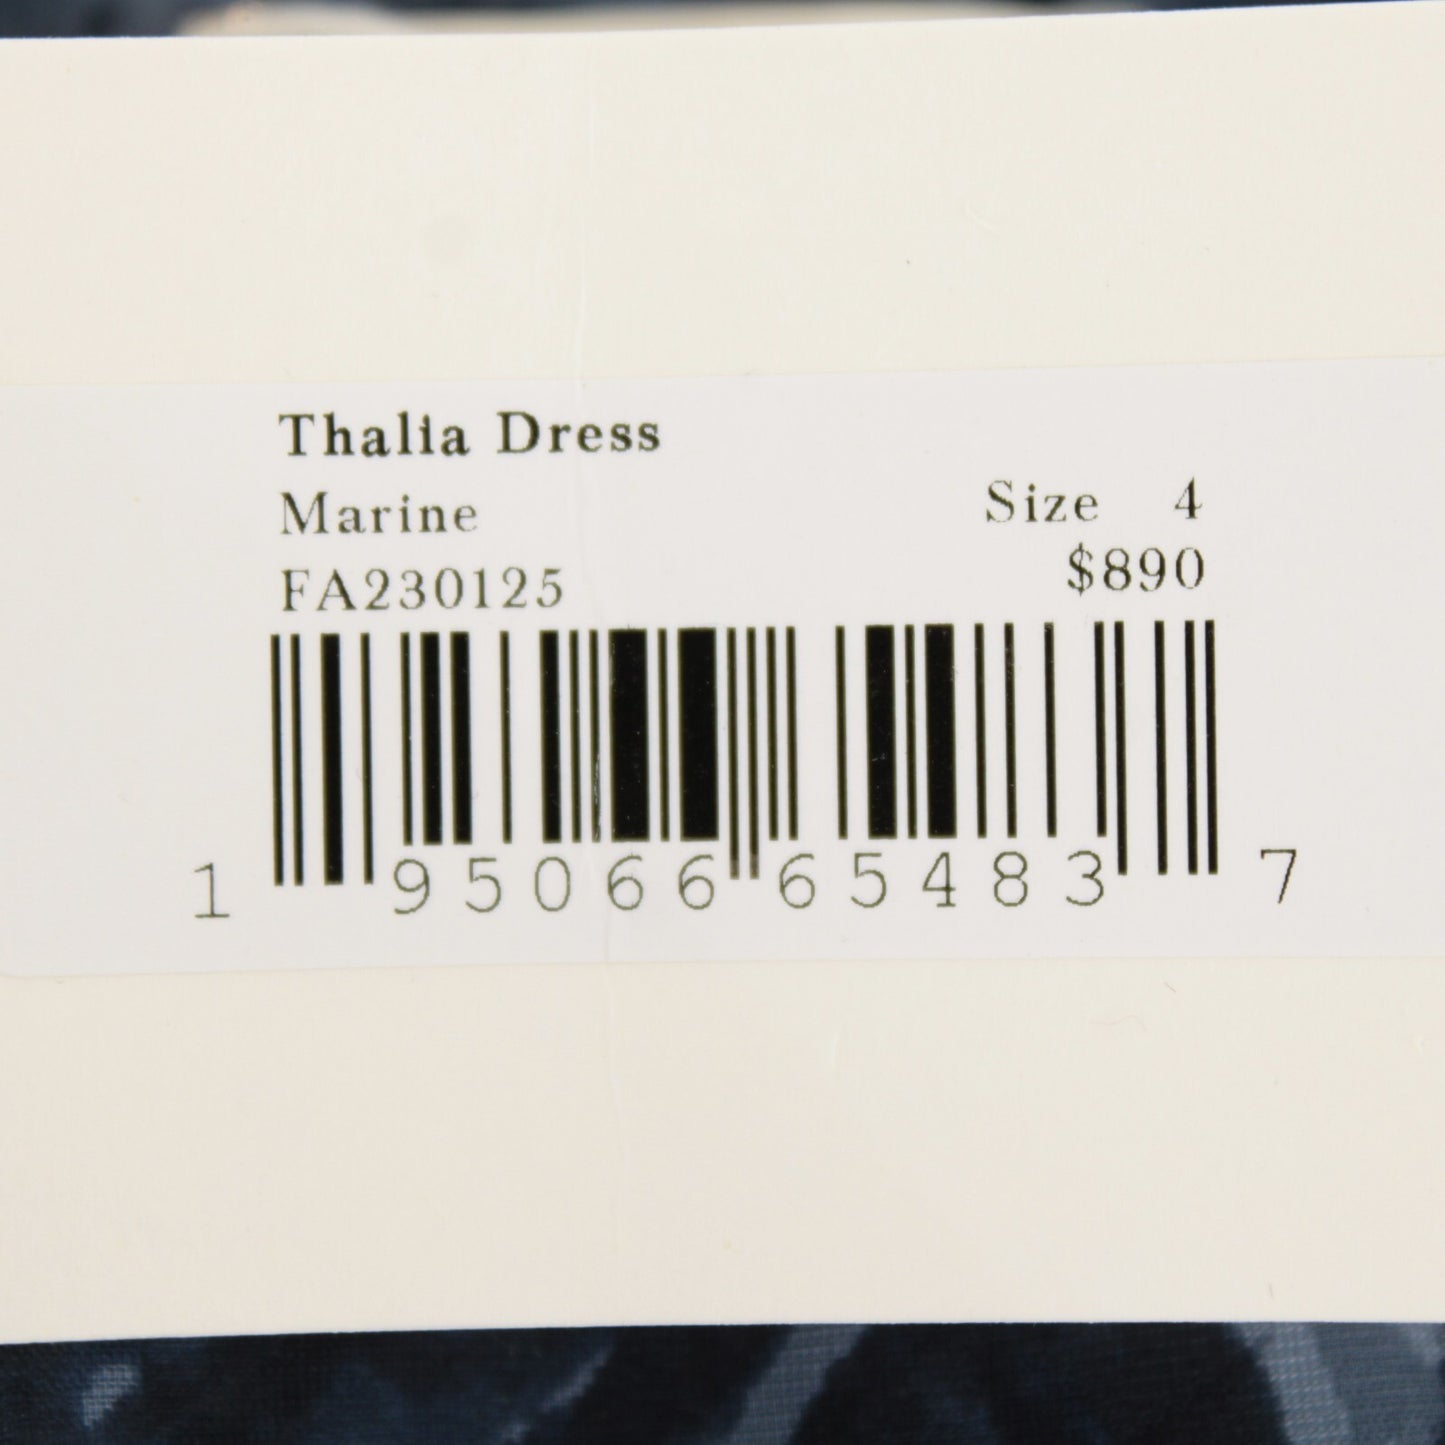 Thalia Dress
Marine
Size 4
FA230125
$890
1 95066 65483 7